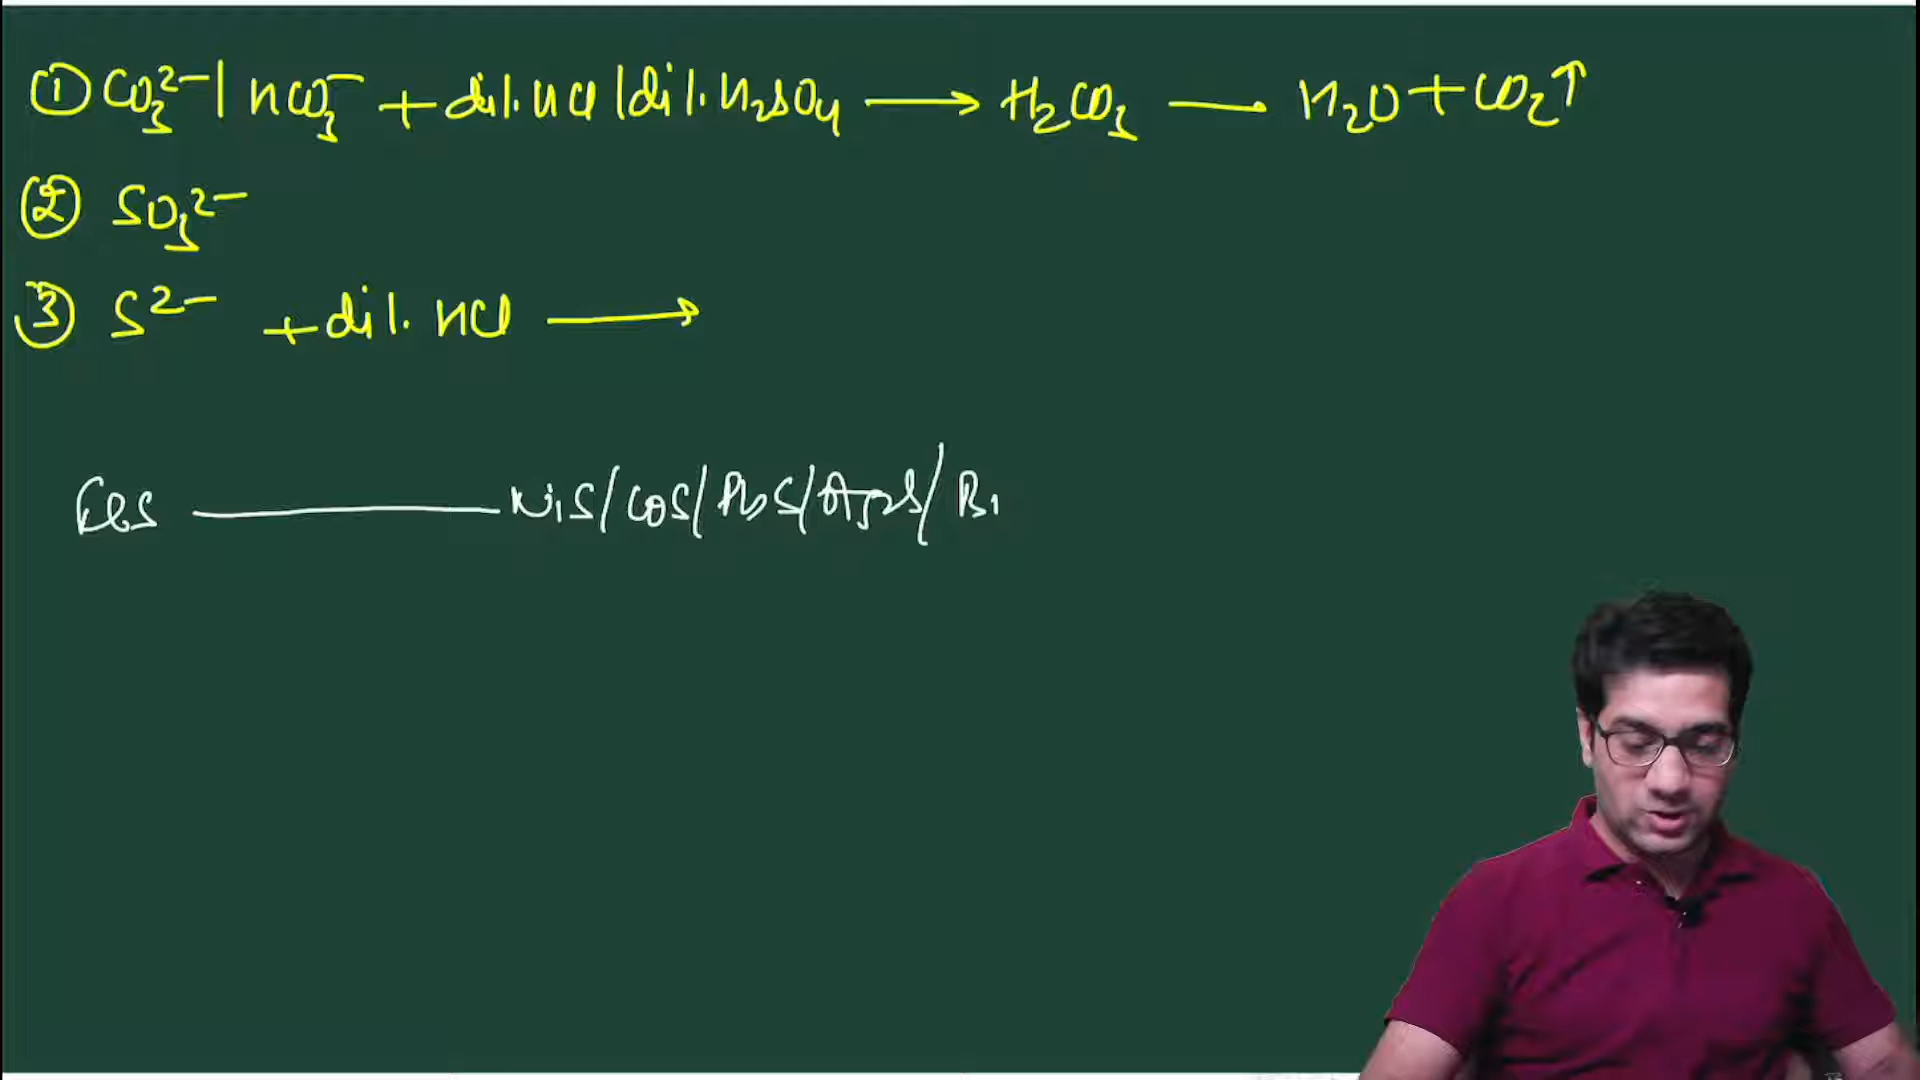 ① CO₃²⁻ | HCO₃⁻ + dil. HCl | dil. H₂SO₄ ⟶ H₂CO₃ — H₂O + CO₂↑
② SO₃²⁻
③ S²⁻ + dil. HCl ⟶
FeS ——— NiS/CoS/PbS/Ag₂S/Bi